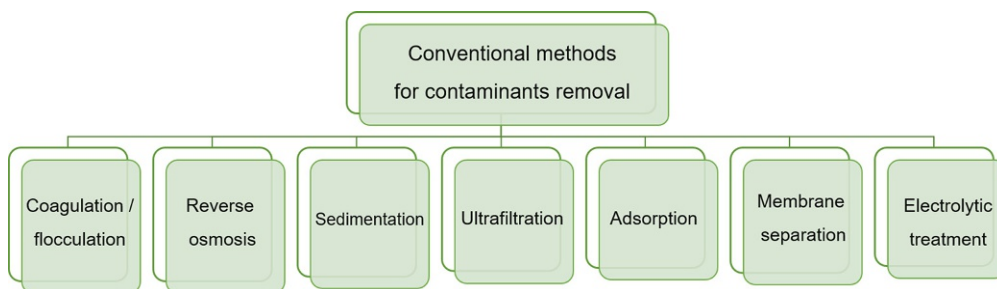 Conventional methods
for contaminants removal
Coagulation /
flocculation
Reverse
osmosis
Sedimentation
Ultrafiltration
Adsorption
Membrane
separation
Electrolytic
treatment